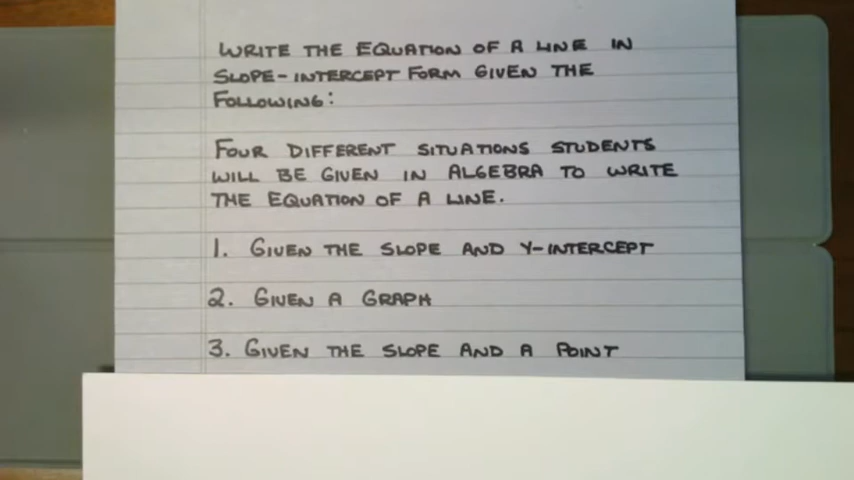 WRITE THE EQUATION OF A LINE IN
SLOPE-INTERCEPT FORM GIVEN THE
FOLLOWING:
FOUR DIFFERENT SITUATIONS STUDENTS
WILL BE GIVEN IN ALGEBRA TO WRITE
THE EQUATION OF A LINE.
1. GIVEN THE SLOPE AND Y-INTERCEPT
2. GIVEN A GRAPH
3. GIVEN THE SLOPE AND A POINT